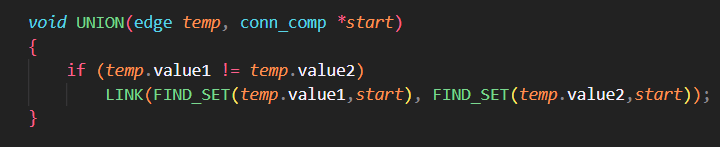 void UNION(edge temp, conn_comp *start)
{
    if (temp.value1 != temp.value2)
        LINK(FIND_SET(temp.value1,start), FIND_SET(temp.value2,start));
}